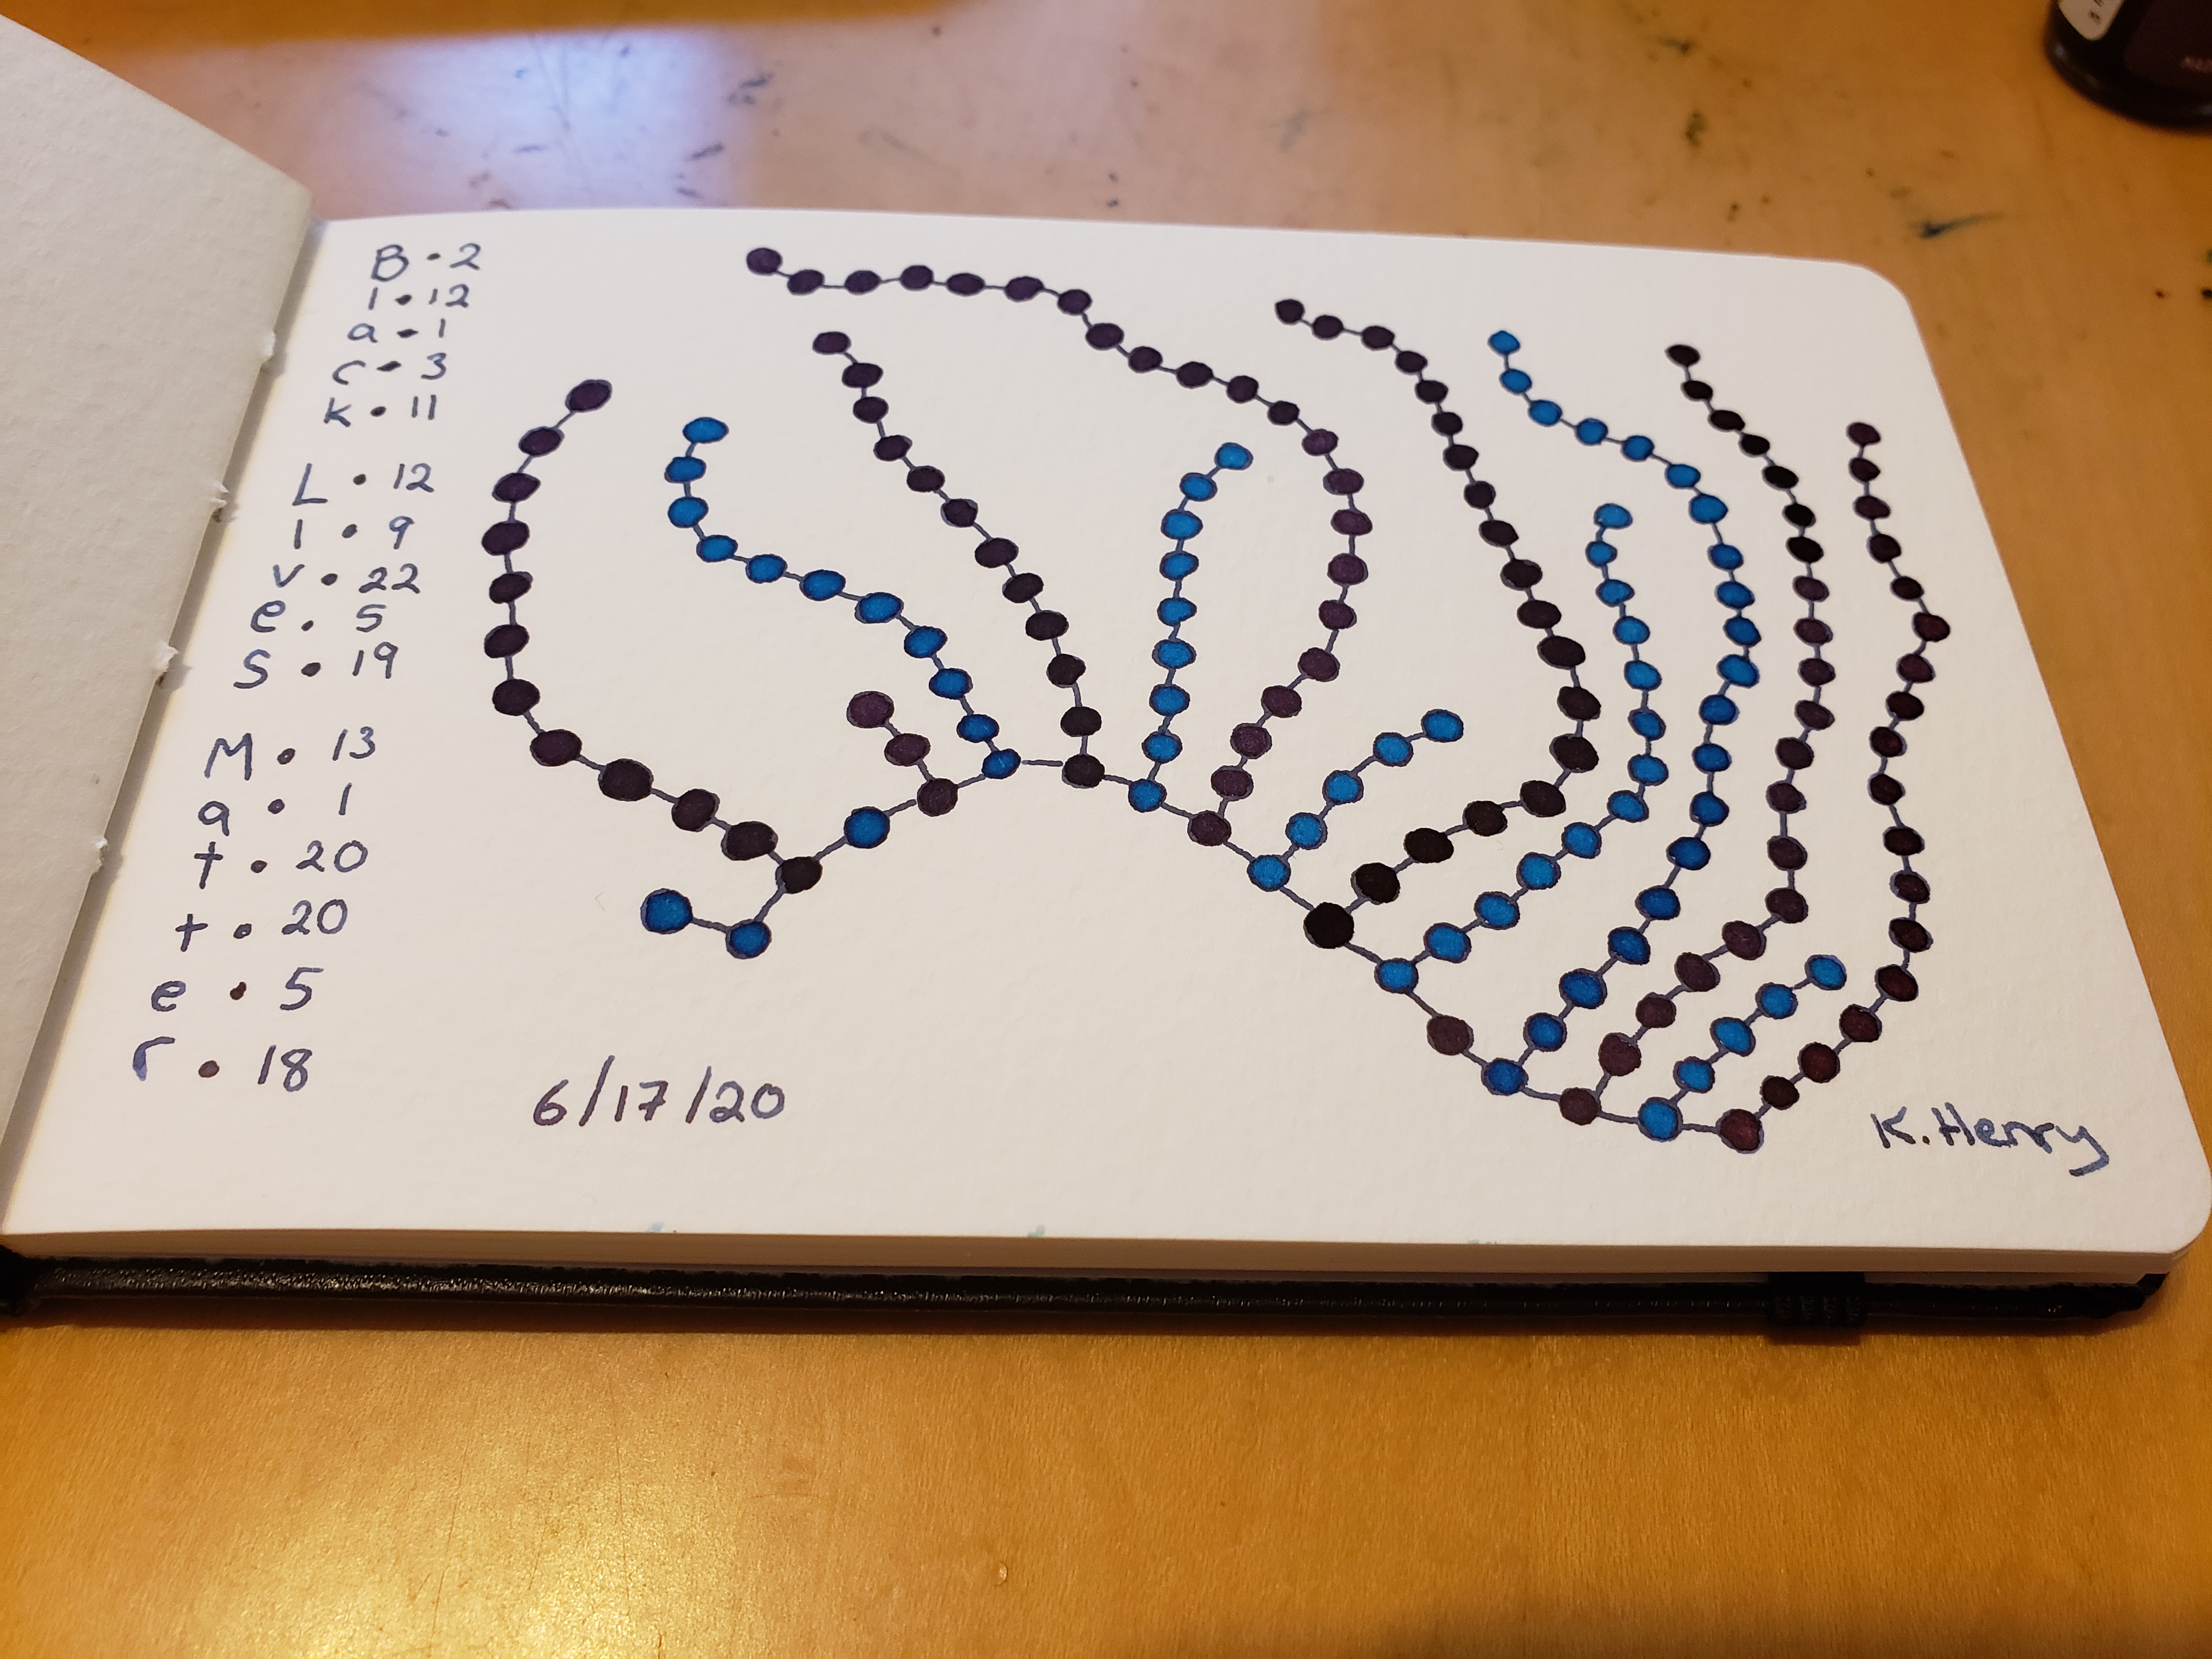 B • 2
l • 12
a • 1
c • 3
k • 11
L • 12
i • 9
v • 22
e • 5
s • 19
M • 13
a • 1
t • 20
t • 20
e • 5
r • 18
6/17/20
K. Henry